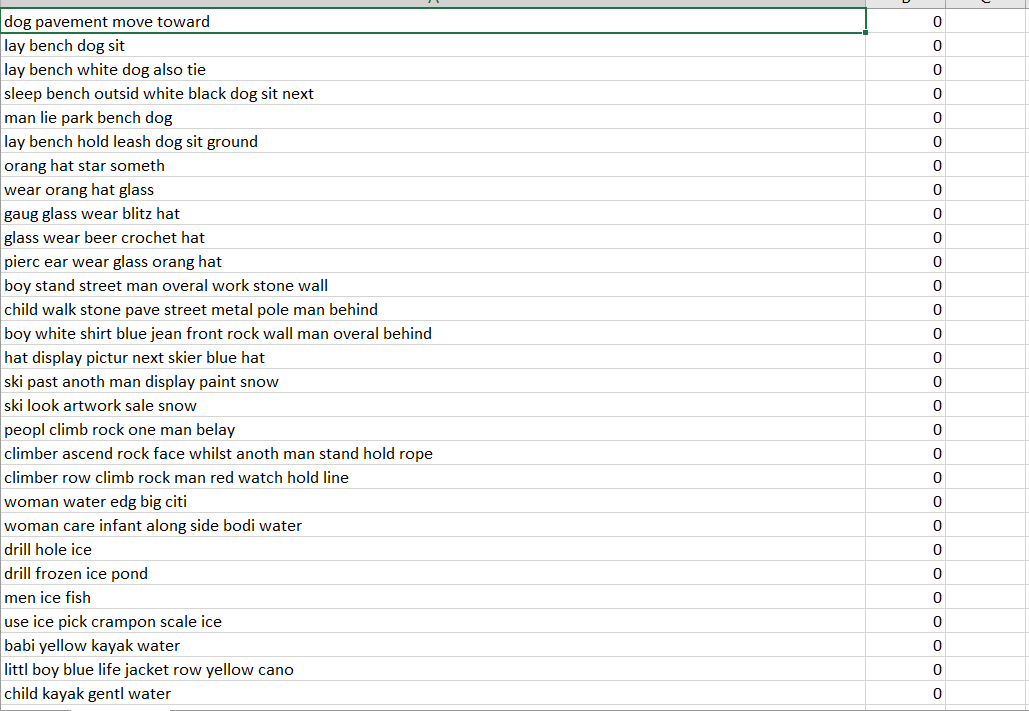 dog pavement move toward 0
lay bench dog sit 0
lay bench white dog also tie 0
sleep bench outsid white black dog sit next 0
man lie park bench dog 0
lay bench hold leash dog sit ground 0
orang hat star someth 0
wear orang hat glass 0
gaug glass wear blitz hat 0
glass wear beer crochet hat 0
pierc ear wear glass orang hat 0
boy stand street man overal work stone wall 0
child walk stone pave street metal pole man behind 0
boy white shirt blue jean front rock wall man overal behind 0
hat display pictur next skier blue hat 0
ski past anoth man display paint snow 0
ski look artwork sale snow 0
peopl climb rock one man belay 0
climber ascend rock face whilst anoth man stand hold rope 0
climber row climb rock man red watch hold line 0
woman water edg big citi 0
woman care infant along side bodi water 0
drill hole ice 0
drill frozen ice pond 0
men ice fish 0
use ice pick crampon scale ice 0
babi yellow kayak water 0
littl boy blue life jacket row yellow cano 0
child kayak gentl water 0